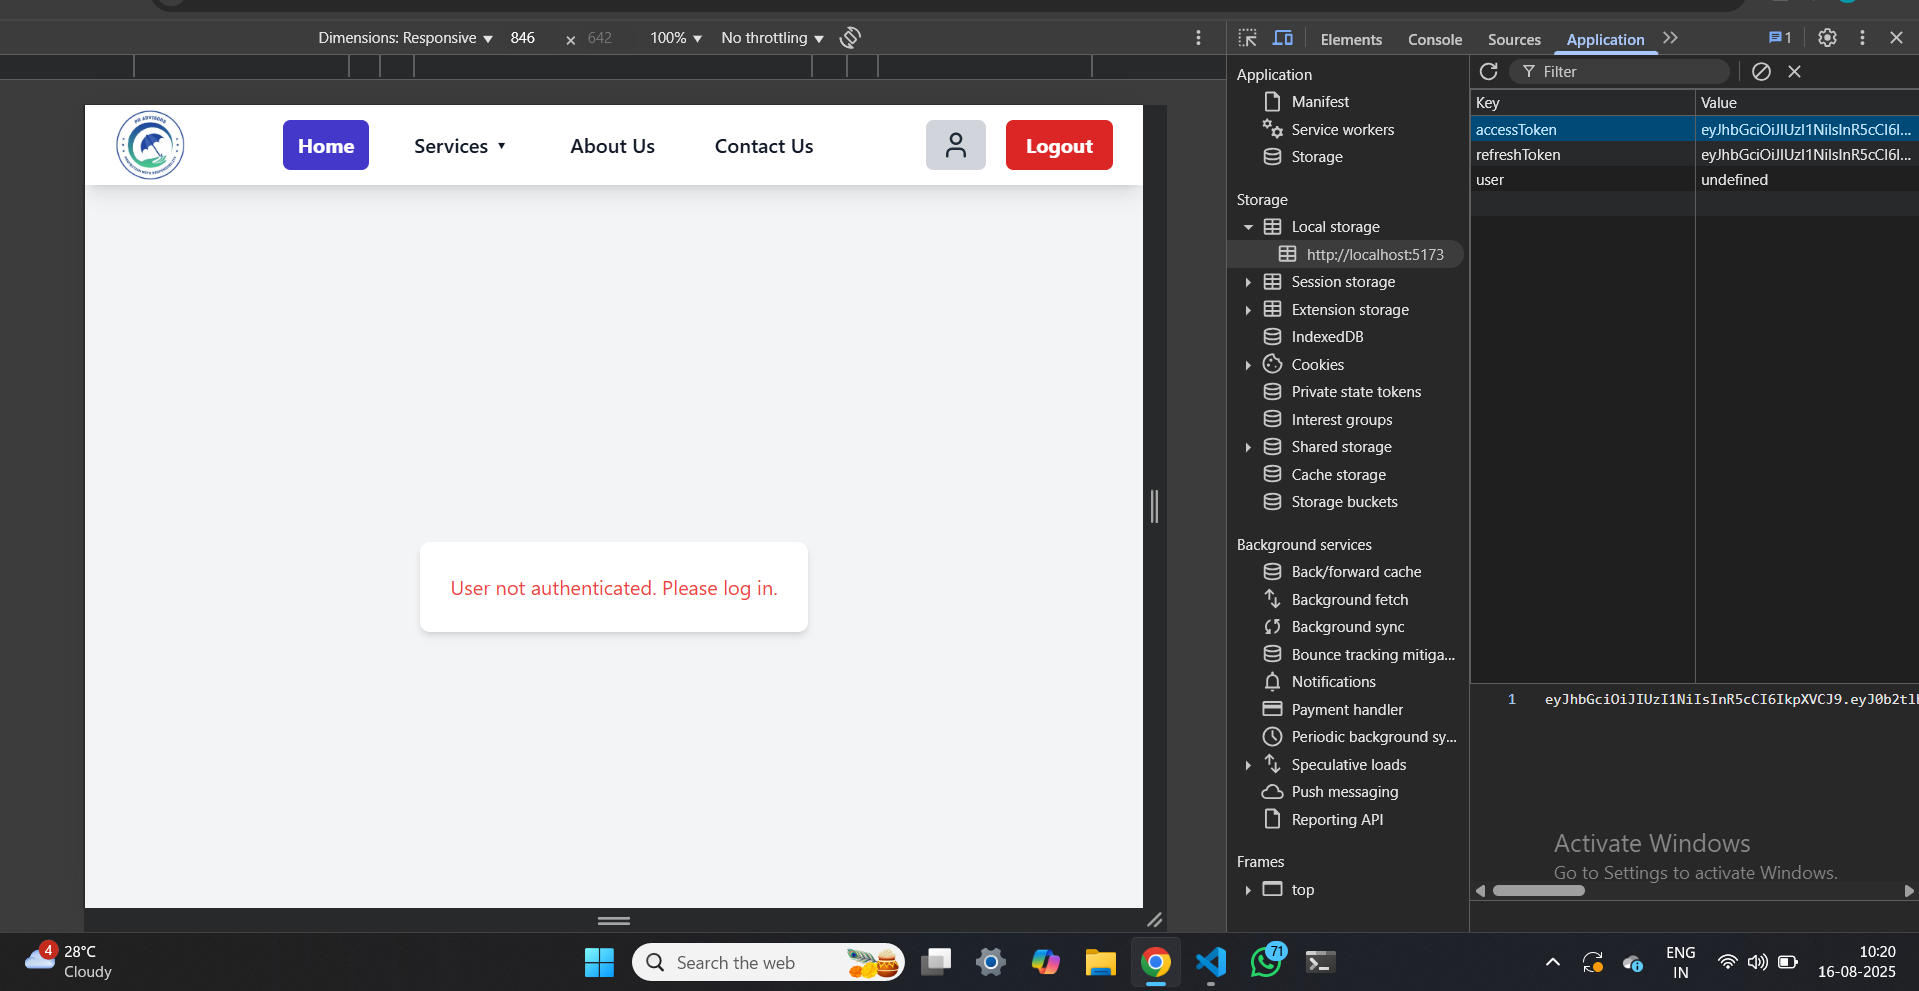 Dimensions: Responsive ▼ 846 × 642 100% ▼ No throttling ▼
Elements Console Sources Application 1
Home Services ▼ About Us Contact Us Logout
User not authenticated. Please log in.
Application
Manifest
Service workers
Storage
Storage
Local storage
http://localhost:5173
Session storage
Extension storage
IndexedDB
Cookies
Private state tokens
Interest groups
Shared storage
Cache storage
Storage buckets
Background services
Back/forward cache
Background fetch
Background sync
Bounce tracking mitiga...
Notifications
Payment handler
Periodic background sy...
Speculative loads
Push messaging
Reporting API
Frames
top
Filter
Key Value
accessToken eyJhbGciOiJIUzI1NiIsInR5cCI6I...
refreshToken eyJhbGciOiJIUzI1NiIsInR5cCI6I...
user undefined
1 eyJhbGciOiJIUzI1NiIsInR5cCI6IkpXVCJ9.eyJ0b2tl
Activate Windows
Go to Settings to activate Windows.
4
28°C
Cloudy
Search the web
71
ENG
IN
10:20
16-08-2025